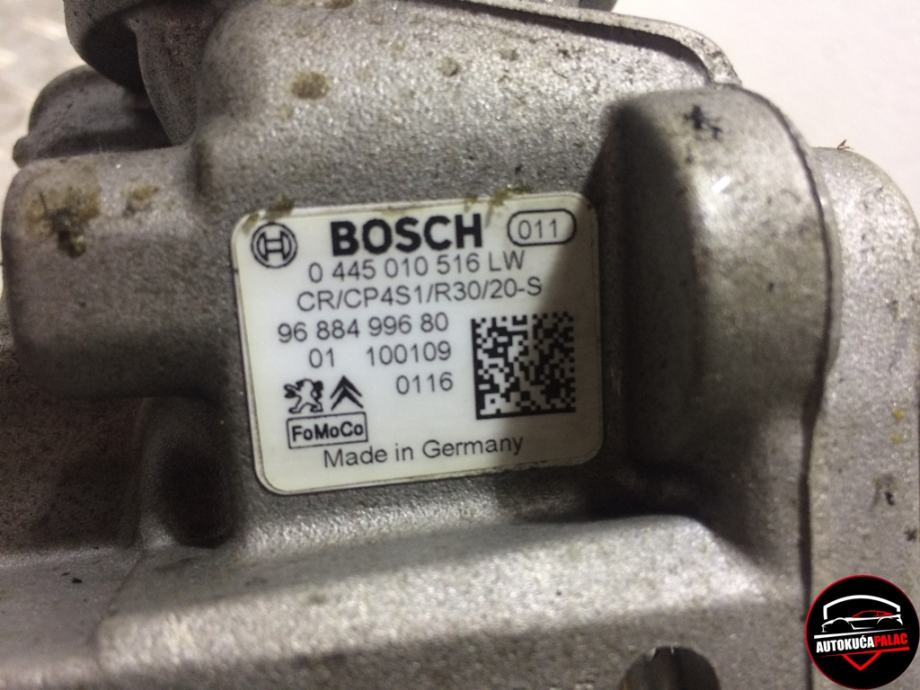 BOSCH 011
0 445 010 516 LW
CR/CP4S1/R30/20-S
96 884 996 80
01 100109
0116
FoMoCo
Made in Germany
AUTOKUĆAPALAC